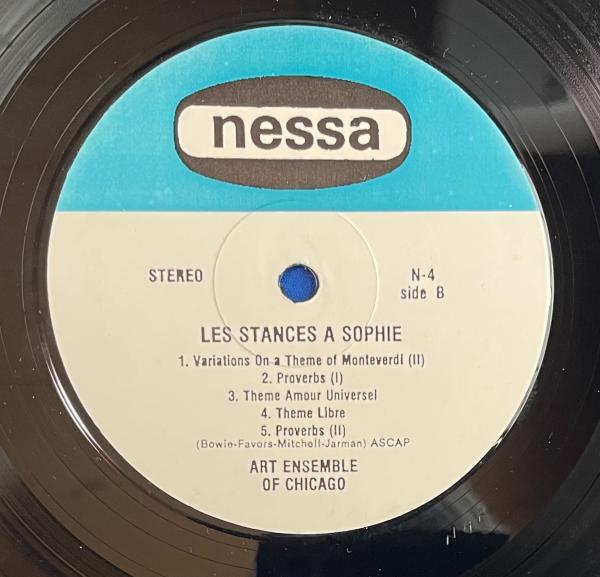 nessa
STEREO
N-4
side B
LES STANCES A SOPHIE
1. Variations On a Theme of Monteverdi (II)
2. Proverbs (I)
3. Theme Amour Universel
4. Theme Libre
5. Proverbs (II)
(Bowie-Favors-Mitchell-Jarman) ASCAP
ART ENSEMBLE
OF CHICAGO